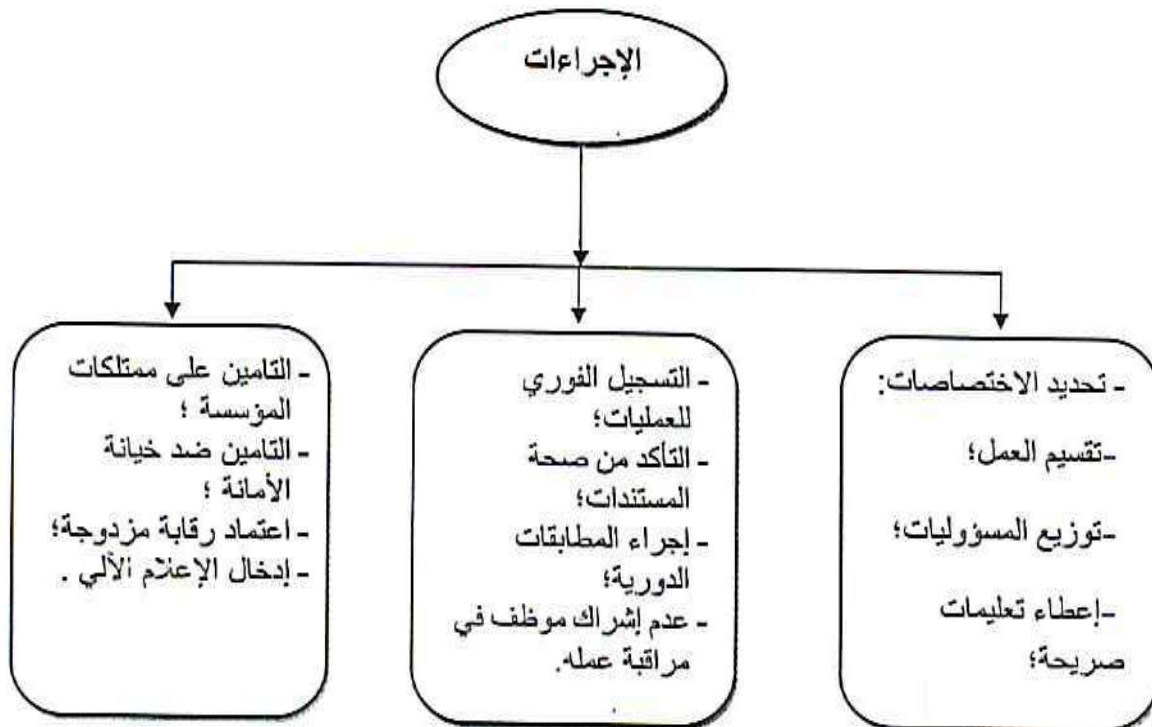 الإجراءات
- تحديد الاختصاصات:
-تقسيم العمل؛
-توزيع المسؤوليات؛
-إعطاء تعليمات
صريحة؛
- التسجيل الفوري
للعمليات؛
- التأكد من صحة
المستندات؛
- إجراء المطابقات
الدورية؛
- عدم إشراك موظف في
مراقبة عمله.
- التامين على ممتلكات
المؤسسة ؛
- التامين ضد خيانة
الأمانة ؛
- اعتماد رقابة مزدوجة؛
- إدخال الإعلام الألي .